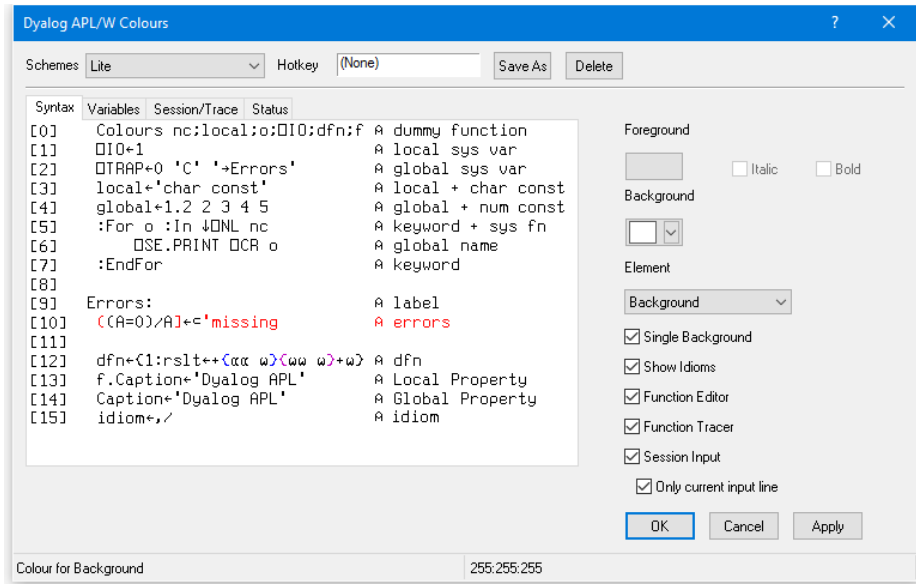 Dyalog APL/W Colours ? ×
Schemes Lite Hotkey (None) Save As Delete
Syntax Variables Session/Trace Status
[0] Colours nc;local;o;⎕IO;dfn;f ⍝ dummy function
[1] ⎕IO←1 ⍝ local sys var
[2] ⎕TRAP←0 'C' '→Errors' ⍝ global sys var
[3] local←'char const' ⍝ local + char const
[4] global←1.2 2 3 4 5 ⍝ global + num const
[5] :For o :In ↓⎕NL nc ⍝ keyword + sys fn
[6] ⎕SE.PRINT ⎕CR o ⍝ global name
[7] :EndFor ⍝ keyword
[8]
[9] Errors: ⍝ label
[10] ((A=0)/A]←⊂'missing ⍝ errors
[11]
[12] dfn←{1:rslt←+{⍺⍺ ⍵}{⍵⍵ ⍵}+⍵} ⍝ dfn
[13] f.Caption←'Dyalog APL' ⍝ Local Property
[14] Caption←'Dyalog APL' ⍝ Global Property
[15] idiom←,/ ⍝ idiom
Foreground
Italic Bold
Background
Element
Background
Single Background
Show Idioms
Function Editor
Function Tracer
Session Input
Only current input line
OK Cancel Apply
Colour for Background 255:255:255